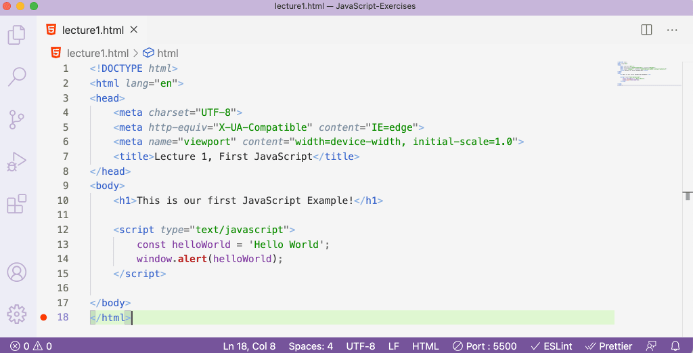 lecture1.html — JavaScript-Exercises
lecture1.html
lecture1.html > html
1 <!DOCTYPE html>
2 <html lang="en">
3 <head>
4 <meta charset="UTF-8">
5 <meta http-equiv="X-UA-Compatible" content="IE=edge">
6 <meta name="viewport" content="width=device-width, initial-scale=1.0">
7 <title>Lecture 1, First JavaScript</title>
8 </head>
9 <body>
10 <h1>This is our first JavaScript Example!</h1>
11
12 <script type="text/javascript">
13 const helloWorld = 'Hello World';
14 window.alert(helloWorld);
15 </script>
16
17 </body>
18 </html>
0 0 Ln 18, Col 8 Spaces: 4 UTF-8 LF HTML Port : 5500 ESLint Prettier